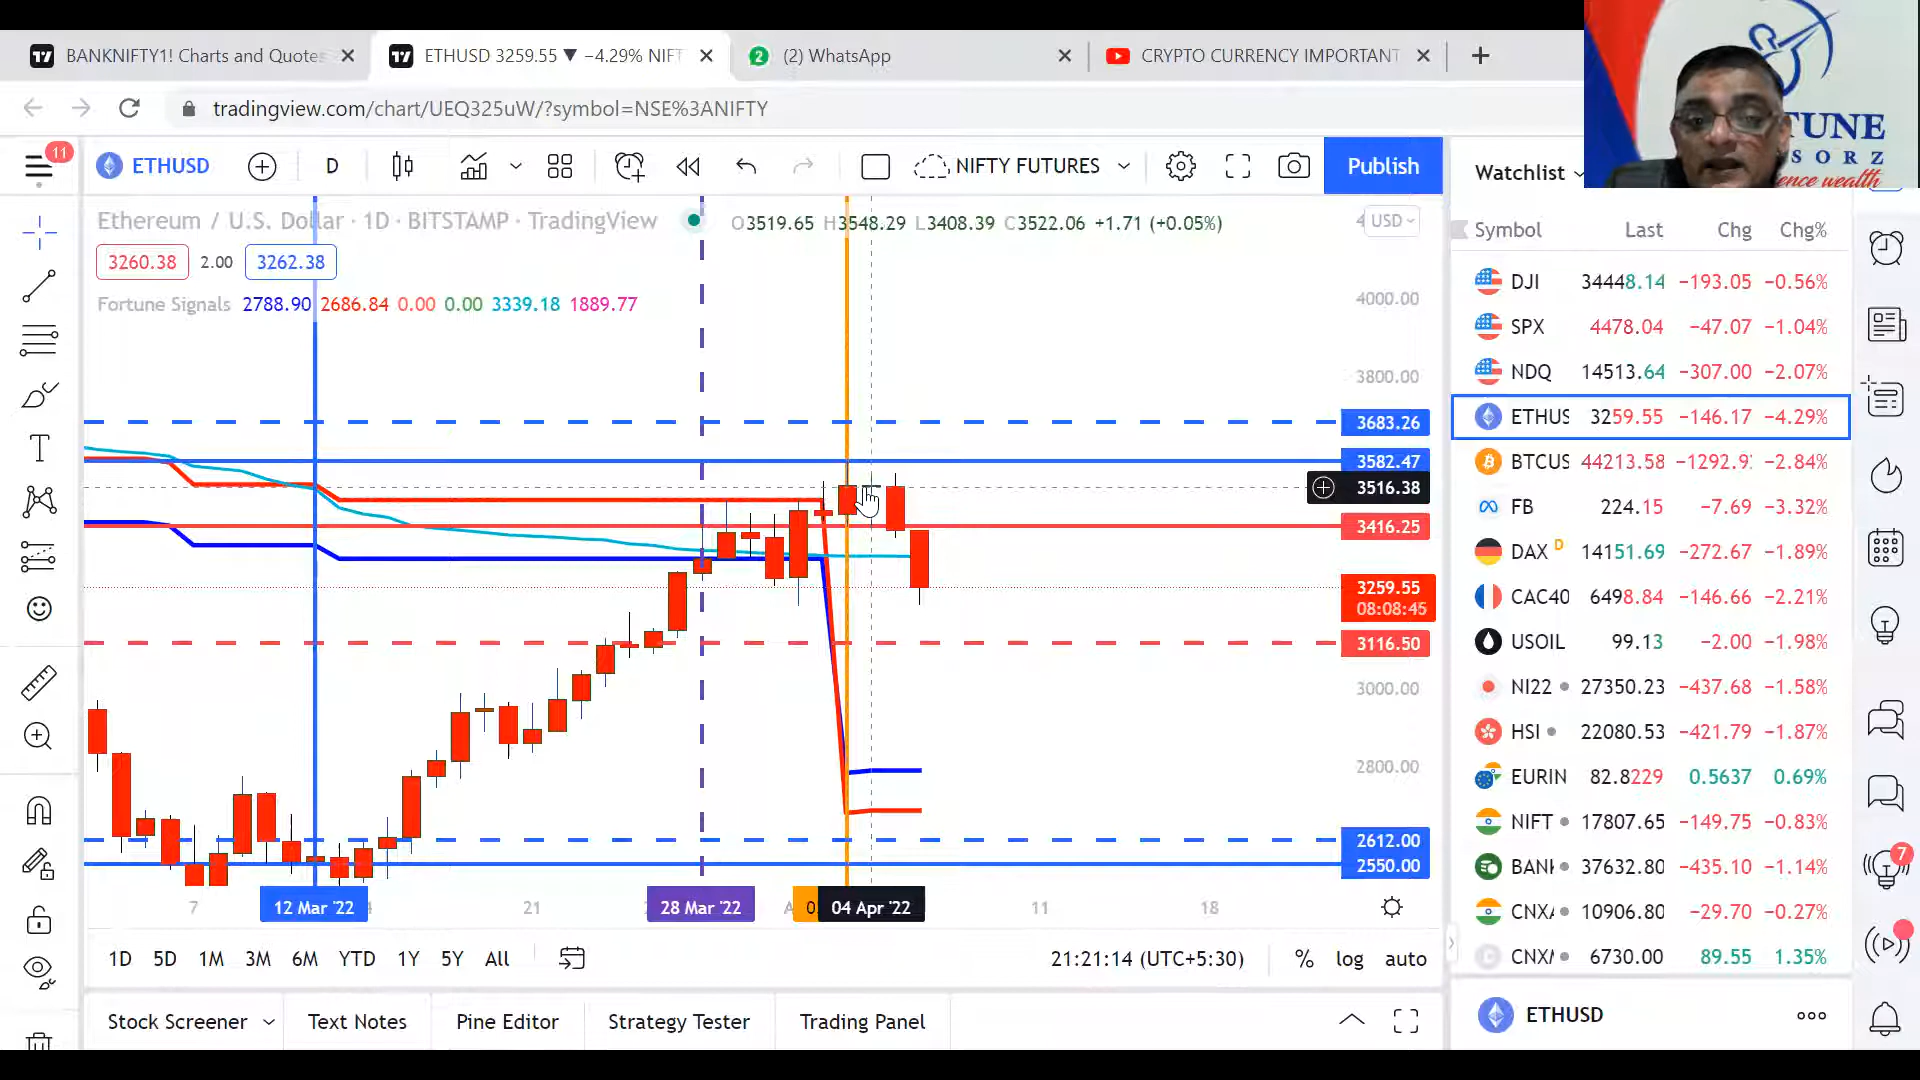 BANKNIFTY1! Charts and Quotes
ETHUSD 3259.55 ▼ −4.29% NIFT
2 (2) WhatsApp
CRYPTO CURRENCY IMPORTANT
tradingview.com/chart/UEQ325uW/?symbol=NSE%3ANIFTY
11
ETHUSD
D
NIFTY FUTURES
Publish
Watchlist
TUNE
SORZ
ence wealth
Ethereum / U.S. Dollar · 1D · BITSTAMP · TradingView
O3519.65 H3548.29 L3408.39 C3522.06 +1.71 (+0.05%)
USD
3260.38 2.00 3262.38
Fortune Signals 2788.90 2686.84 0.00 0.00 3339.18 1889.77
4000.00
3800.00
3683.26
3582.47
3516.38
3416.25
3259.55
08:08:45
3116.50
3000.00
2800.00
2612.00
2550.00
7 12 Mar '22 21 28 Mar '22 04 Apr '22 11 18
1D 5D 1M 3M 6M YTD 1Y 5Y All
21:21:14 (UTC+5:30) % log auto
Stock Screener Text Notes Pine Editor Strategy Tester Trading Panel
Symbol Last Chg Chg%
DJI 34448.14 −193.05 −0.56%
SPX 4478.04 −47.07 −1.04%
NDQ 14513.64 −307.00 −2.07%
ETHUS 3259.55 −146.17 −4.29%
BTCUS 44213.58 −1292.9 −2.84%
FB 224.15 −7.69 −3.32%
DAX D 14151.69 −272.67 −1.89%
CAC40 6498.84 −146.66 −2.21%
USOIL 99.13 −2.00 −1.98%
NI22 27350.23 −437.68 −1.58%
HSI 22080.53 −421.79 −1.87%
EURIN 82.8229 0.5637 0.69%
NIFT 17807.65 −149.75 −0.83%
BANK 37632.80 −435.10 −1.14%
CNX 10906.80 −29.70 −0.27%
CNX 6730.00 89.55 1.35%
7
ETHUSD